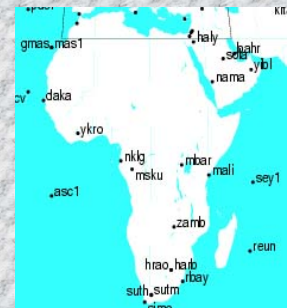 haly
gmas mas1
bahr
sola
yibl
nama
daka
ykro
nklg
mbar
msku
mali
sey1
asc1
zamb
reun
hrao harb
rbay
suth sutm